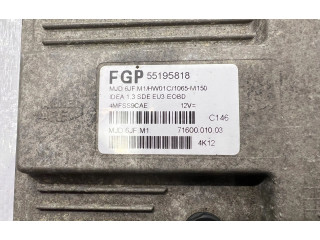 FGP 55195818
MJD 6JF.M1/HW01C/1065-M150
IDEA 1.3 SDE EU3 EOBD
4MFSS9CAE 12V=
C146
MJD 6JF M1 71600.010.03
4K12